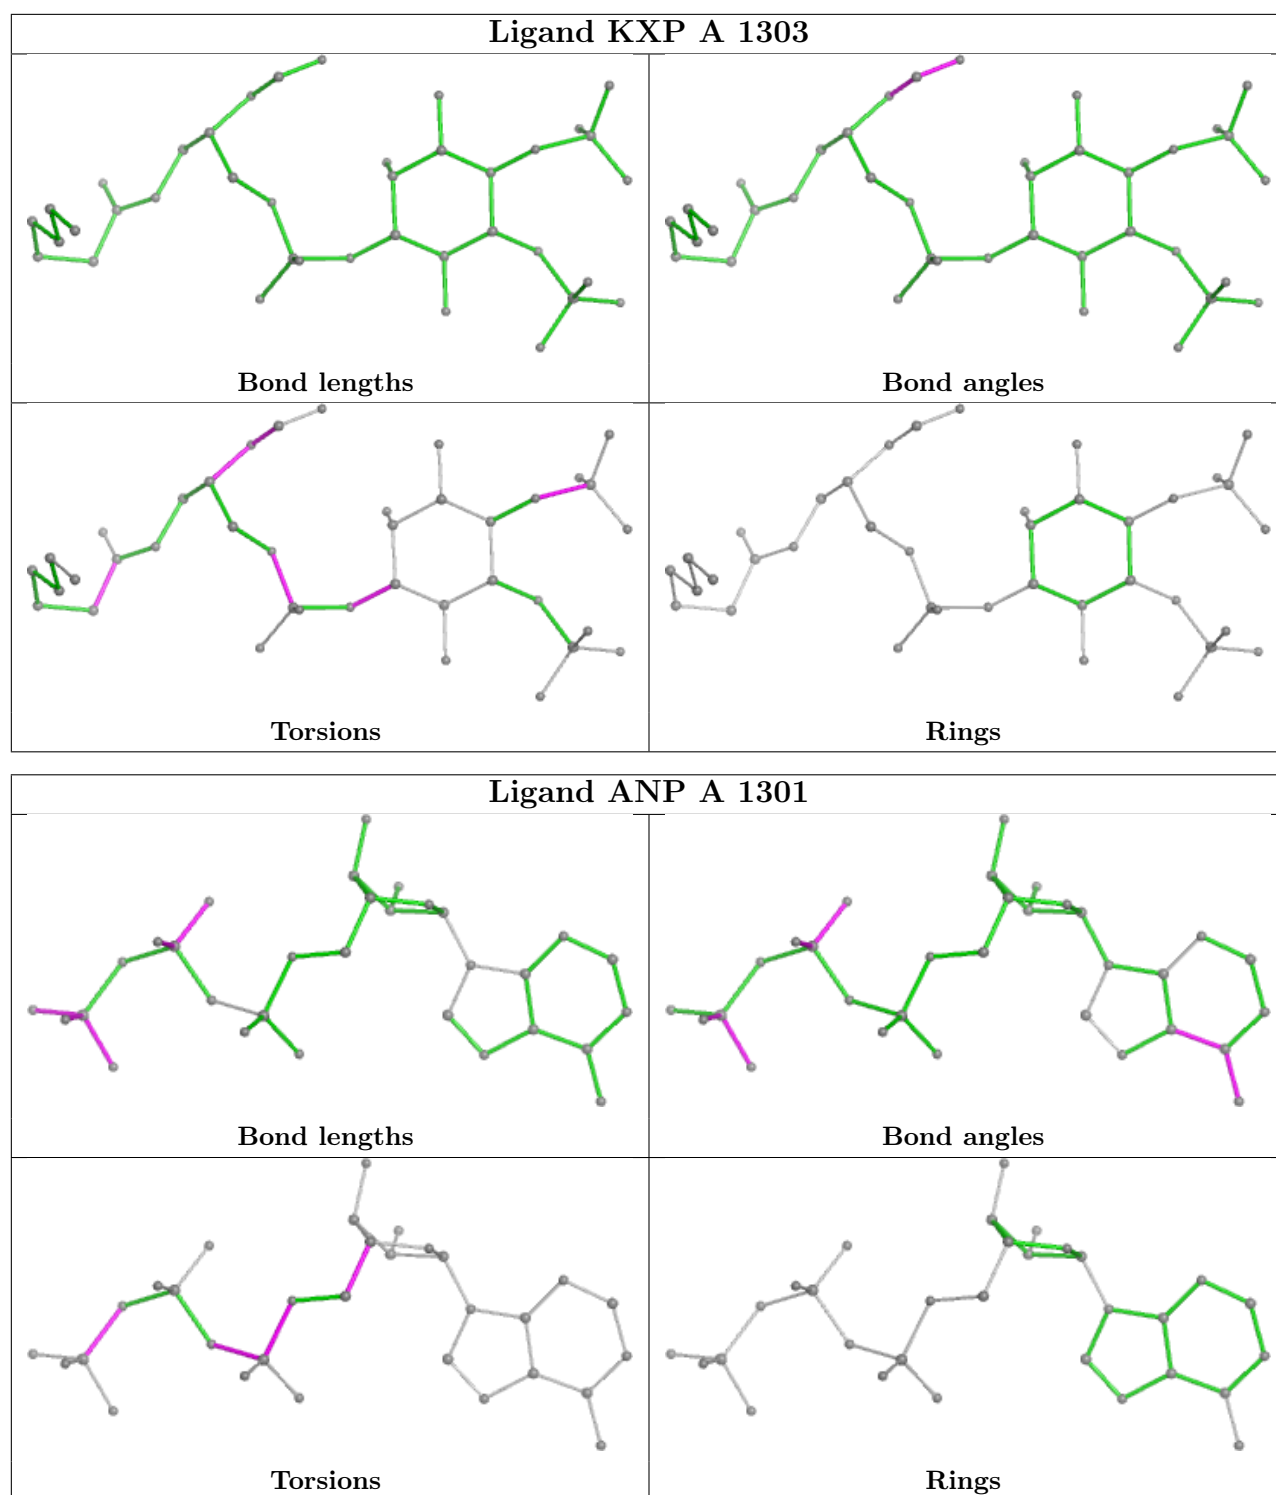 Ligand KXP A 1303
Bond lengths
Bond angles
Torsions
Rings
Ligand ANP A 1301
Bond lengths
Bond angles
Torsions
Rings